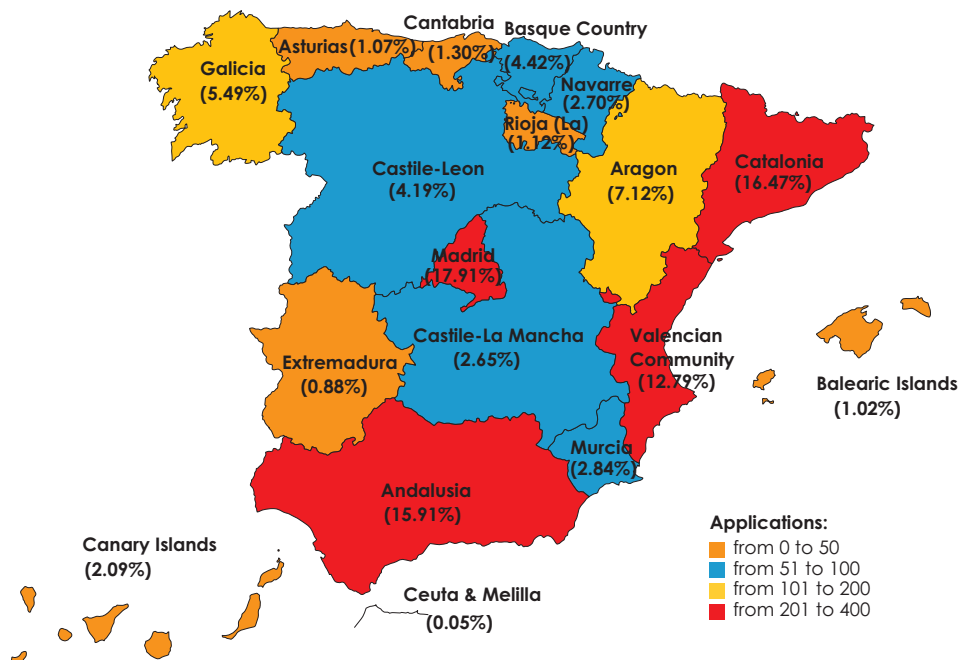 Cantabria
(1.30%)
Basque Country
(4.42%)
Asturias(1.07%)
Galicia
(5.49%)
Navarre
(2.70%)
Rioja (La)
(1.12%)
Castile-Leon
(4.19%)
Aragon
(7.12%)
Catalonia
(16.47%)
Madrid
(17.91%)
Castile-La Mancha
(2.65%)
Valencian
Community
(12.79%)
Extremadura
(0.88%)
Balearic Islands
(1.02%)
Murcia
(2.84%)
Andalusia
(15.91%)
Canary Islands
(2.09%)
Ceuta & Melilla
(0.05%)
Applications:
from 0 to 50
from 51 to 100
from 101 to 200
from 201 to 400